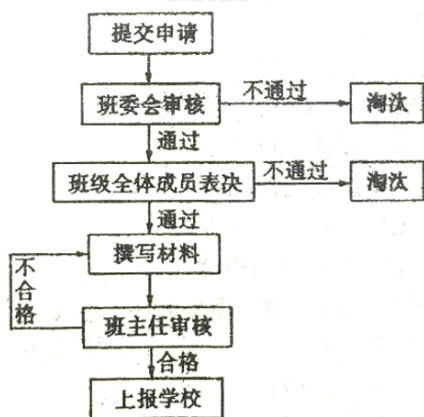 提交申请
班委会审核
不通过
淘汰
通过
班级全体成员表决
不通过
淘汰
通过
撰写材料
不合格
班主任审核
合格
上报学校